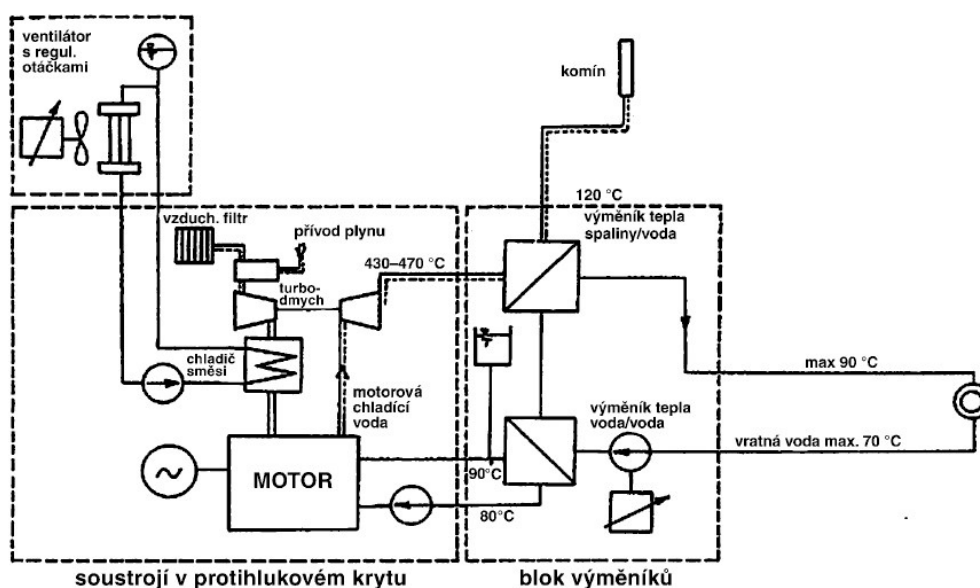 ventilátor
s regul.
otáčkami
komín
120 °C
vzduch. filtr
přívod plynu
430–470 °C
výměník tepla
spaliny/voda
turbo-
dmych
chladič
směsi
motorová
chladící
voda
max 90 °C
výměník tepla
voda/voda
vratná voda max. 70 °C
MOTOR
90°C
80°C
soustrojí v protihlukovém krytu
blok výměníků